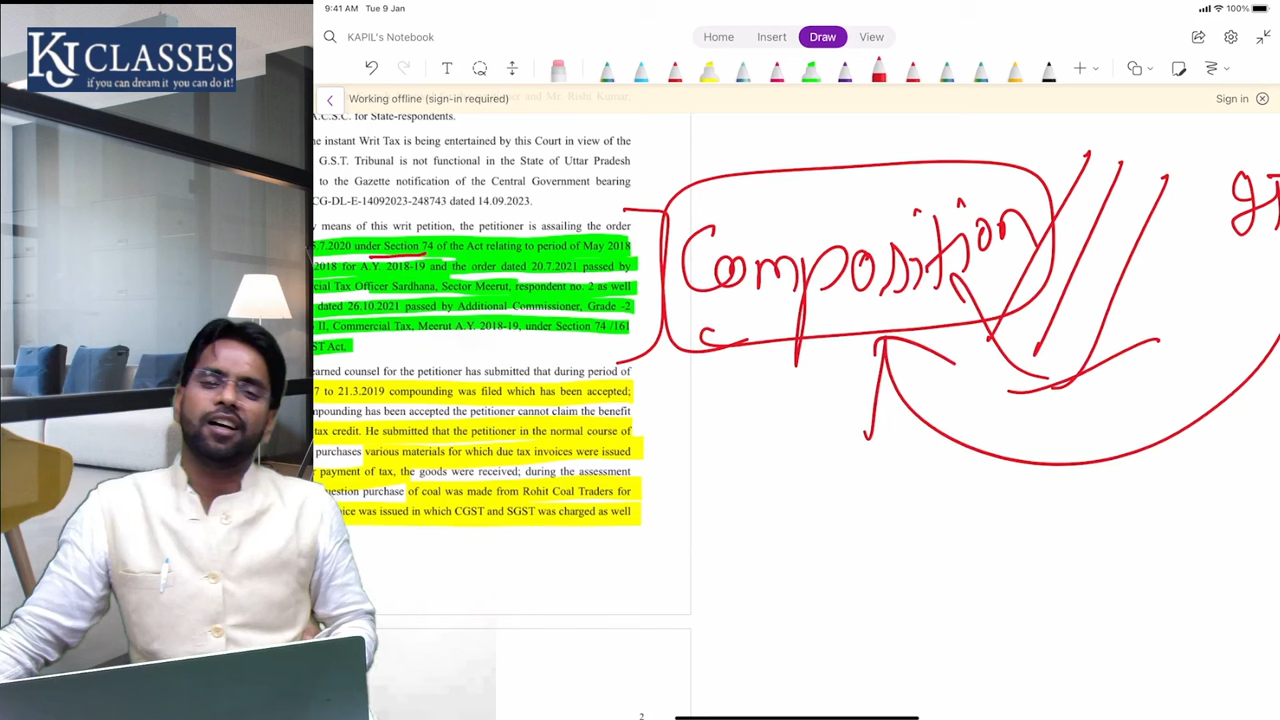 KJ CLASSES
if you can dream it you can do it!
9:41 AM Tue 9 Jan
100%
KAPIL's Notebook
Home Insert Draw View
Working offline (sign-in required)
Sign in
and Mr. Rishi Kumar,
A.C.S.C. for State-respondents.
instant Writ Tax is being entertained by this Court in view of the
G.S.T. Tribunal is not functional in the State of Uttar Pradesh
to the Gazette notification of the Central Government bearing
CG-DL-E-14092023-248743 dated 14.09.2023.
means of this writ petition, the petitioner is assailing the order
.7.2020 under Section 74 of the Act relating to period of May 2018
2018 for A.Y. 2018-19 and the order dated 20.7.2021 passed by
Tax Officer Sardhana, Sector Meerut, respondent no. 2 as well
dated 26.10.2021 passed by Additional Commissioner, Grade -2
II, Commercial Tax, Meerut A.Y. 2018-19, under Section 74 /161
ST Act.
earned counsel for the petitioner has submitted that during period of
7 to 21.3.2019 compounding was filed which has been accepted;
mpounding has been accepted the petitioner cannot claim the benefit
tax credit. He submitted that the petitioner in the normal course of
purchases various materials for which due tax invoices were issued
payment of tax, the goods were received; during the assessment
uestion purchase of coal was made from Rohit Coal Traders for
ice was issued in which CGST and SGST was charged as well
2
Composition